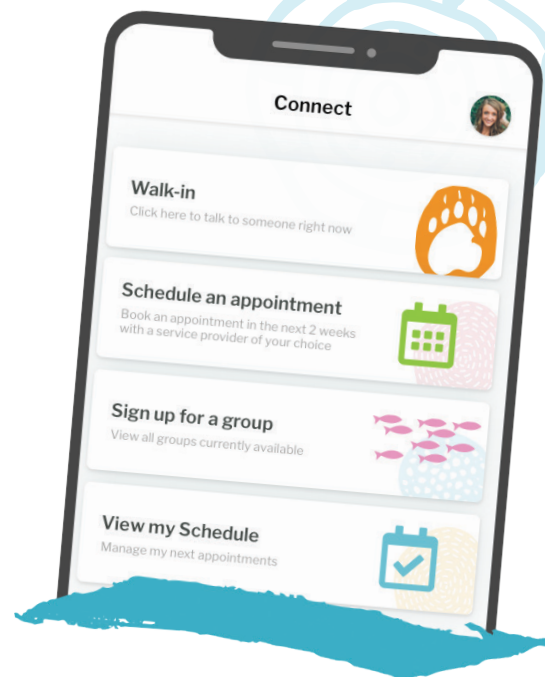 Connect
Walk-in
Click here to talk to someone right now
Schedule an appointment
Book an appointment in the next 2 weeks
with a service provider of your choice
Sign up for a group
View all groups currently available
View my Schedule
Manage my next appointments